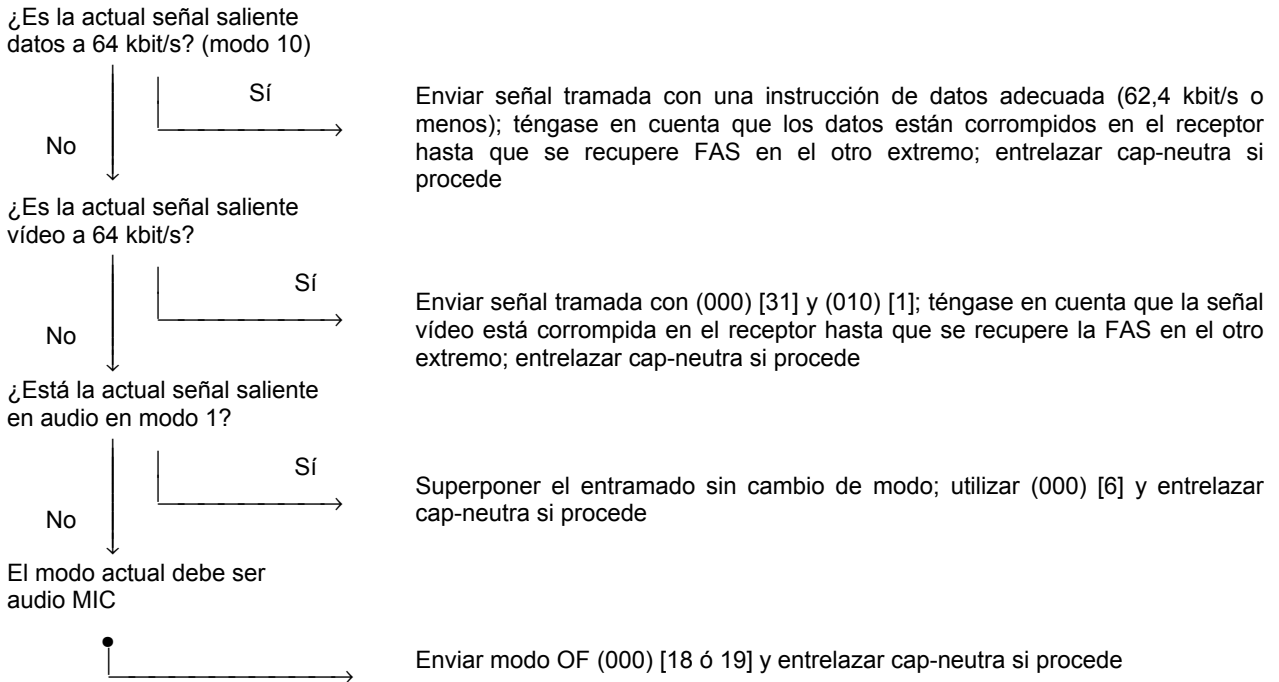 ¿Es la actual señal saliente
datos a 64 kbit/s? (modo 10)
Sí
No
Enviar señal tramada con una instrucción de datos adecuada (62,4 kbit/s o
menos); téngase en cuenta que los datos están corrompidos en el receptor
hasta que se recupere FAS en el otro extremo; entrelazar cap-neutra si
procede
¿Es la actual señal saliente
vídeo a 64 kbit/s?
Sí
No
Enviar señal tramada con (000) [31] y (010) [1]; téngase en cuenta que la señal
vídeo está corrompida en el receptor hasta que se recupere la FAS en el otro
extremo; entrelazar cap-neutra si procede
¿Está la actual señal saliente
en audio en modo 1?
Sí
No
Superponer el entramado sin cambio de modo; utilizar (000) [6] y entrelazar
cap-neutra si procede
El modo actual debe ser
audio MIC
Enviar modo OF (000) [18 ó 19] y entrelazar cap-neutra si procede